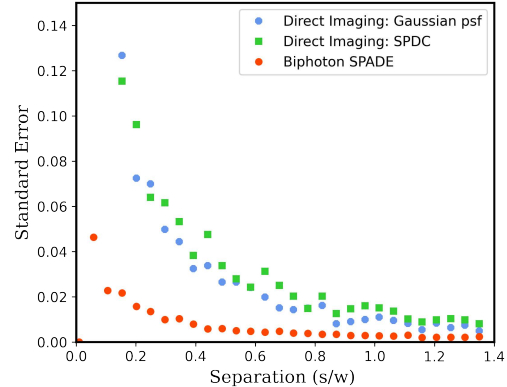 0.14
0.12
0.10
0.08
0.06
0.04
0.02
0.00
Standard Error
Direct Imaging: Gaussian psf
Direct Imaging: SPDC
Biphoton SPADE
0.0 0.2 0.4 0.6 0.8 1.0 1.2 1.4
Separation (s/w)